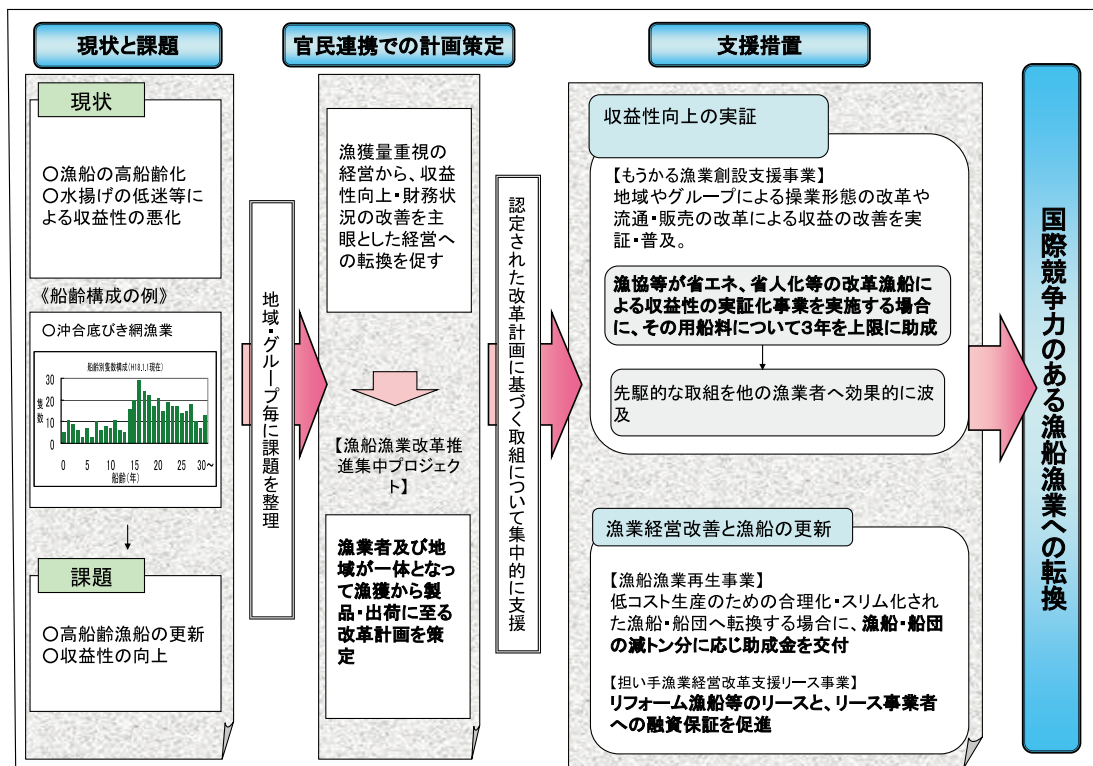 現状と課題
現状
○漁船の高船齢化
○水揚げの低迷等に
よる収益性の悪化
《船齢構成の例》
○沖合底びき網漁業
船齢別隻数構成(H18.1.1現在)
隻数
30
20
10
0
0 5 10 15 20 25 30~
船齢(年)
課題
○高船齢漁船の更新
○収益性の向上
地域・グループ毎に課題を整理
官民連携での計画策定
漁獲量重視の
経営から、収益
性向上・財務状
況の改善を主
眼とした経営へ
の転換を促す
【漁船漁業改革推
進集中プロジェク
ト】
漁業者及び地
域が一体となっ
て漁獲から製
品・出荷に至る
改革計画を策
定
認定された改革計画に基づく取組について集中的に支援
支援措置
収益性向上の実証
【もうかる漁業創設支援事業】
地域やグループによる操業形態の改革や
流通・販売の改革による収益の改善を実
証・普及。
漁協等が省エネ、省人化等の改革漁船に
よる収益性の実証化事業を実施する場合
に、その用船料について3年を上限に助成
先駆的な取組を他の漁業者へ効果的に波
及
漁業経営改善と漁船の更新
【漁船漁業再生事業】
低コスト生産のための合理化・スリム化され
た漁船・船団へ転換する場合に、漁船・船団
の減トン分に応じ助成金を交付
【担い手漁業経営改革支援リース事業】
リフォーム漁船等のリースと、リース事業者
への融資保証を促進
国際競争力のある漁船漁業への転換